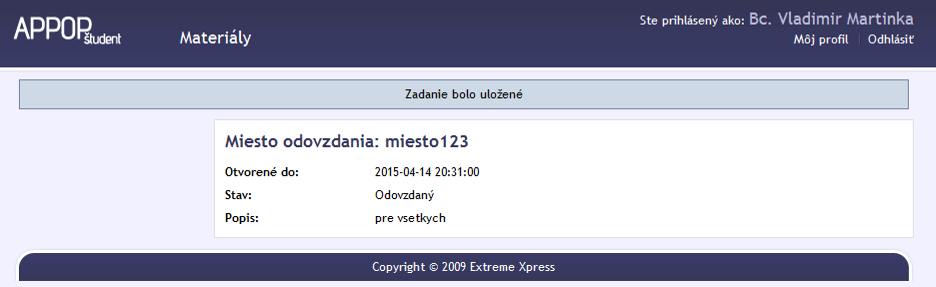 APPOP študent
Materiály
Ste prihlásený ako: Bc. Vladimir Martinka
Môj profil | Odhlásiť
Zadanie bolo uložené
Miesto odovzdania: miesto123
Otvorené do: 2015-04-14 20:31:00
Stav: Odovzdaný
Popis: pre vsetkych
Copyright © 2009 Extreme Xpress